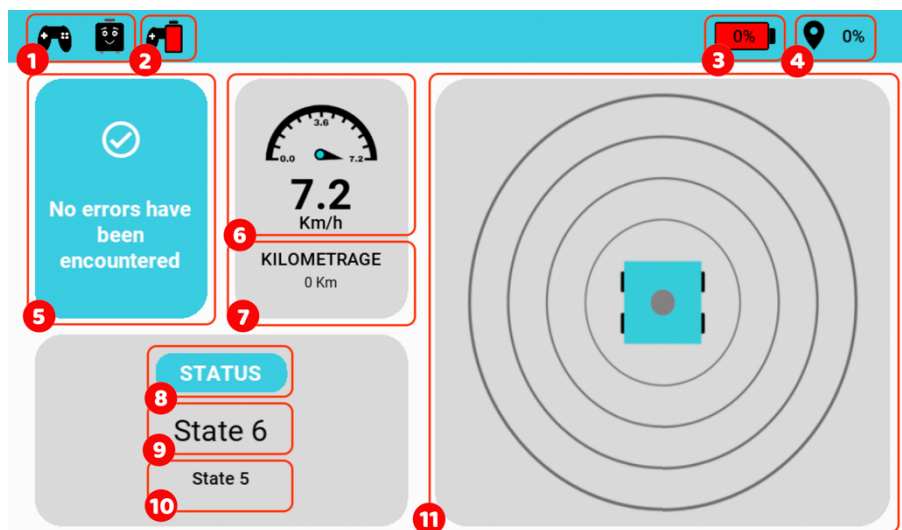 0%
0%
1
2
3
4
3.6
0.0
7.2
7.2
Km/h
No errors have
been
encountered
6
KILOMETRAGE
0 Km
5
7
STATUS
8
State 6
9
State 5
10
11